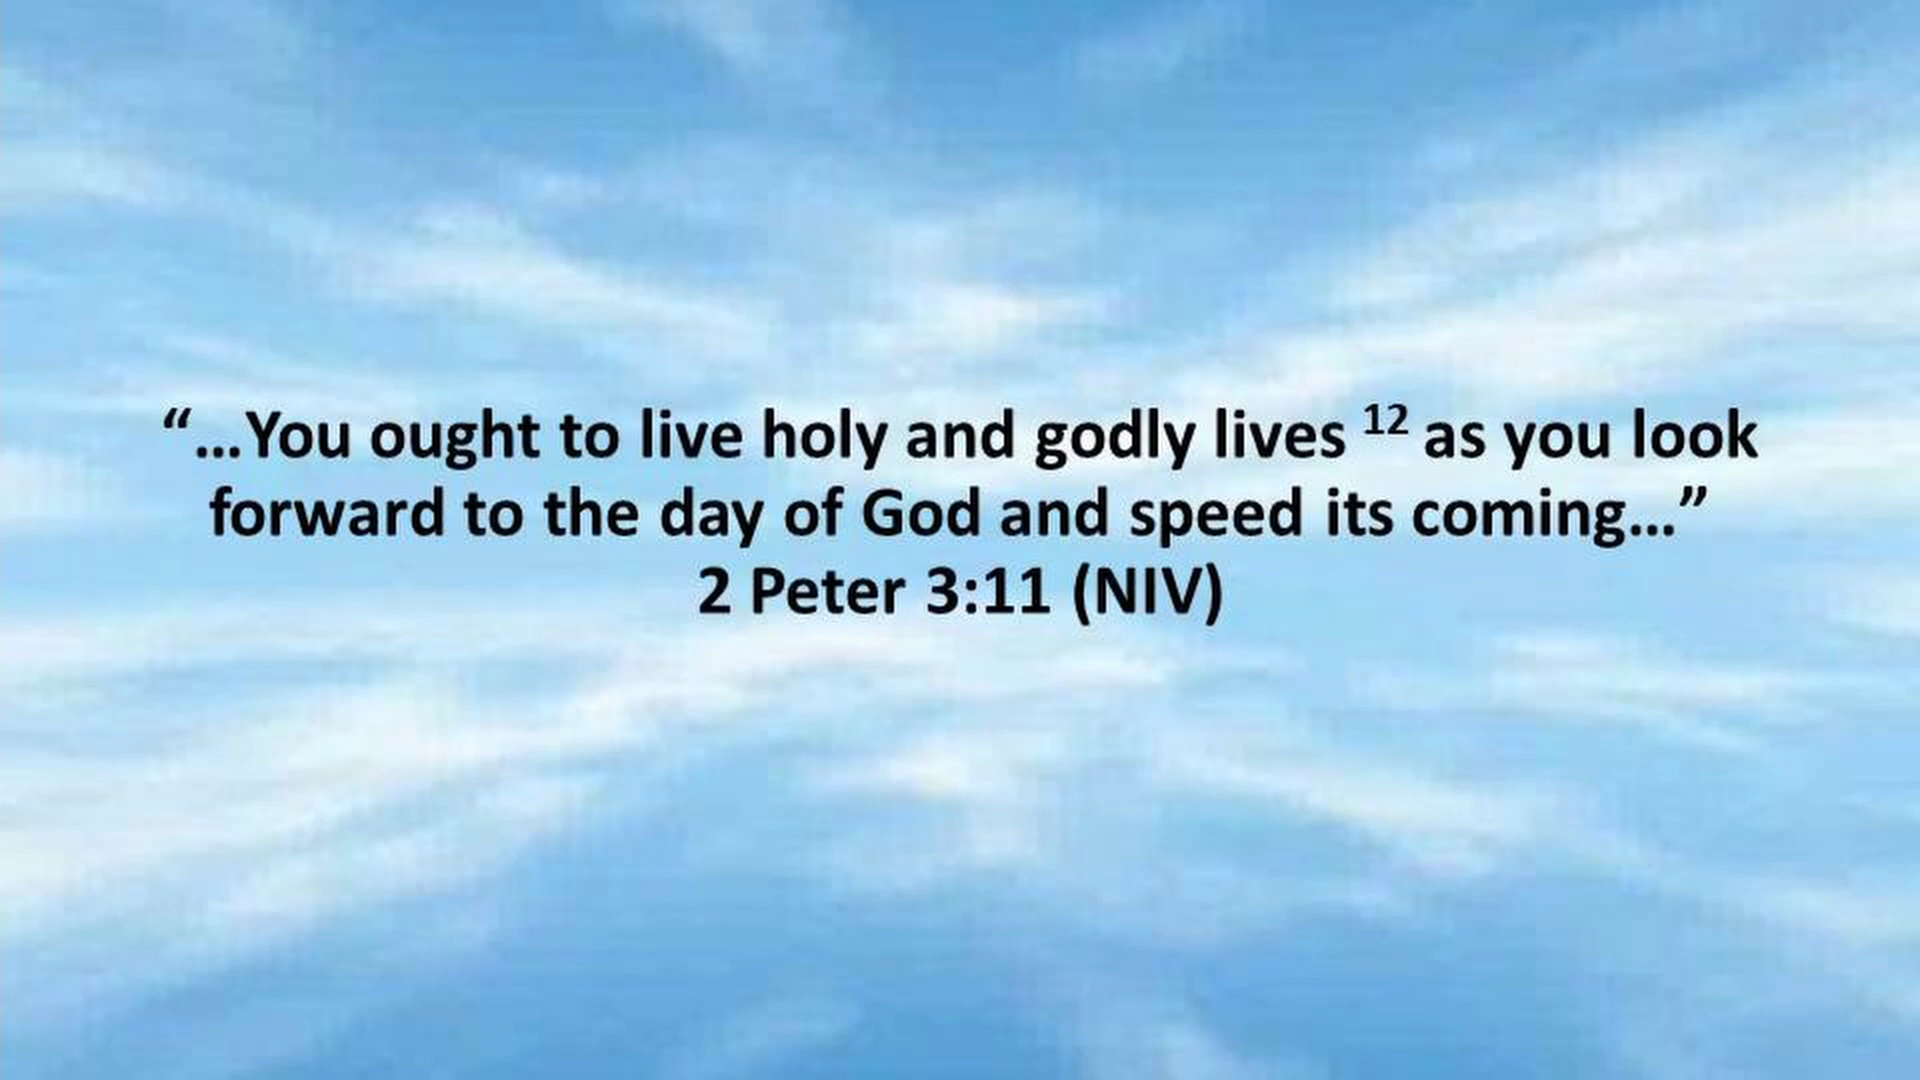 “…You ought to live holy and godly lives ¹² as you look
forward to the day of God and speed its coming…”
2 Peter 3:11 (NIV)